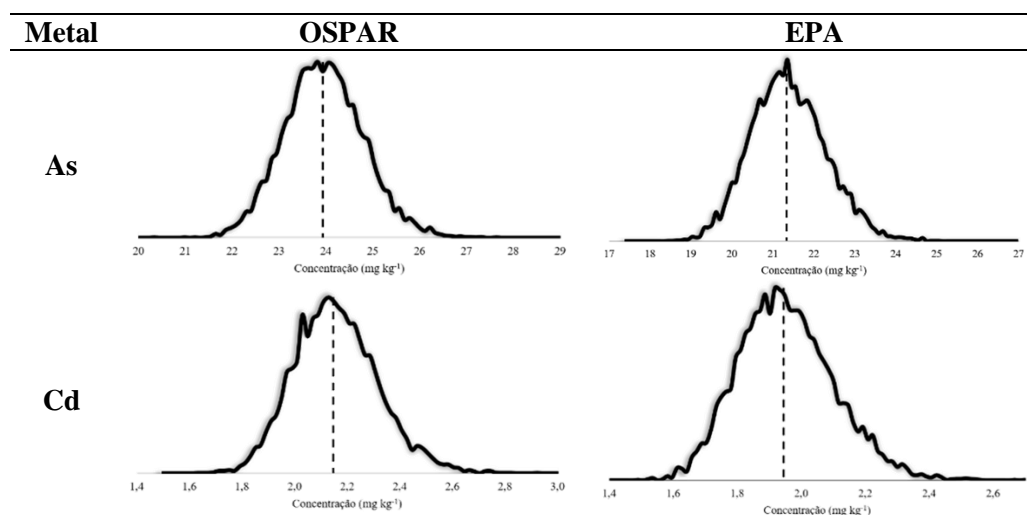 Metal OSPAR EPA
As
20 21 22 23 24 25 26 27 28 29
Concentração (mg kg⁻¹)
17 18 19 20 21 22 23 24 25 26 27
Concentração (mg kg⁻¹)
Cd
1,4 1,6 1,8 2,0 2,2 2,4 2,6 2,8 3,0
Concentração (mg kg⁻¹)
1,4 1,6 1,8 2,0 2,2 2,4 2,6
Concentração (mg kg⁻¹)